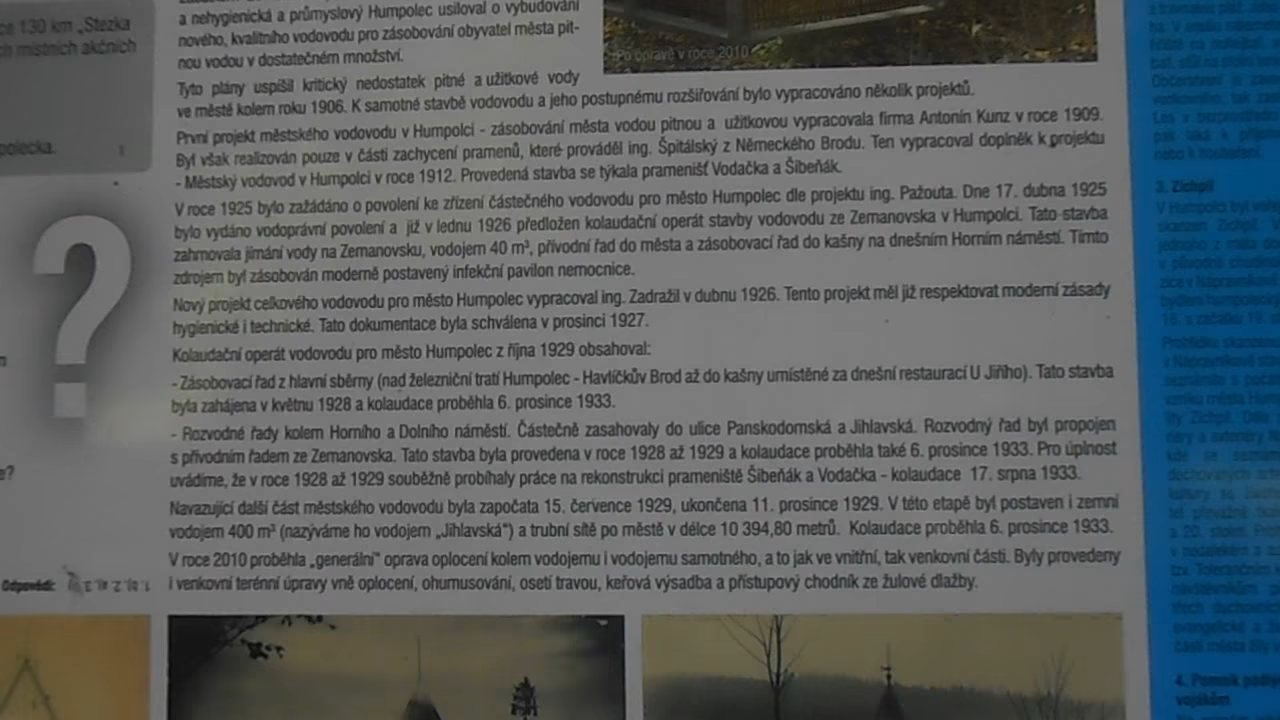 ce 130 km „Stezka
ch místních akčních
polecka.
a nehygienická a průmyslový Humpolec usiloval o vybudování
nového, kvalitního vodovodu pro zásobování obyvatel města pit-
nou vodou v dostatečném množství.
Po opravě v roce 2010
Tyto plány uspíšil kritický nedostatek pitné a užitkové vody
ve městě kolem roku 1906. K samotné stavbě vodovodu a jeho postupnému rozšiřování bylo vypracováno několik projektů.
První projekt městského vodovodu v Humpolci - zásobování města vodou pitnou a užitkovou vypracovala firma Antonín Kunz v roce 1909.
Byl však realizován pouze v části zachycení pramenů, které prováděl ing. Špitálský z Německého Brodu. Ten vypracoval doplněk k projektu
- Městský vodovod v Humpolci v roce 1912. Provedená stavba se týkala pramenišť Vodačka a Šibeňák.
V roce 1925 bylo zažádáno o povolení ke zřízení částečného vodovodu pro město Humpolec dle projektu ing. Pažouta. Dne 17. dubna 1925
bylo vydáno vodoprávní povolení a již v lednu 1926 předložen kolaudační operát stavby vodovodu ze Zemanovska v Humpolci. Tato stavba
zahrnovala jímání vody na Zemanovsku, vodojem 40 m³, přívodní řad do města a zásobovací řad do kašny na dnešním Horním náměstí. Tímto
zdrojem byl zásobován moderně postavený infekční pavilon nemocnice.
Nový projekt celkového vodovodu pro město Humpolec vypracoval ing. Zadražil v dubnu 1926. Tento projekt měl již respektovat moderní zásady
hygienické i technické. Tato dokumentace byla schválena v prosinci 1927.
Kolaudační operát vodovodu pro město Humpolec z října 1929 obsahoval:
- Zásobovací řad z hlavní sběrny (nad železniční tratí Humpolec - Havlíčkův Brod až do kašny umístěné za dnešní restaurací U Jiřího). Tato stavba
byla zahájena v květnu 1928 a kolaudace proběhla 6. prosince 1933.
- Rozvodné řady kolem Horního a Dolního náměstí. Částečně zasahovaly do ulice Panskodomská a Jihlavská. Rozvodný řad byl propojen
s přívodním řadem ze Zemanovska. Tato stavba byla provedena v roce 1928 až 1929 a kolaudace proběhla také 6. prosince 1933. Pro úplnost
uvádíme, že v roce 1928 až 1929 souběžně probíhaly práce na rekonstrukci prameniště Šibeňák a Vodačka - kolaudace 17. srpna 1933.
Navazující další část městského vodovodu byla započata 15. července 1929, ukončena 11. prosince 1929. V této etapě byl postaven i zemní
vodojem 400 m³ (nazýváme ho vodojem „Jihlavská“) a trubní sítě po městě v délce 10 394,80 metrů. Kolaudace proběhla 6. prosince 1933.
V roce 2010 proběhla „generální“ oprava oplocení kolem vodojemu i vodojemu samotného, a to jak ve vnitřní, tak venkovní části. Byly provedeny
i venkovní terénní úpravy vně oplocení, ohumusování, osetí travou, keřová výsadba a přístupový chodník ze žulové dlažby.
?
Odpovědi:
3. Zichpil
V Humpolci byl
4. Pomník
vojákům